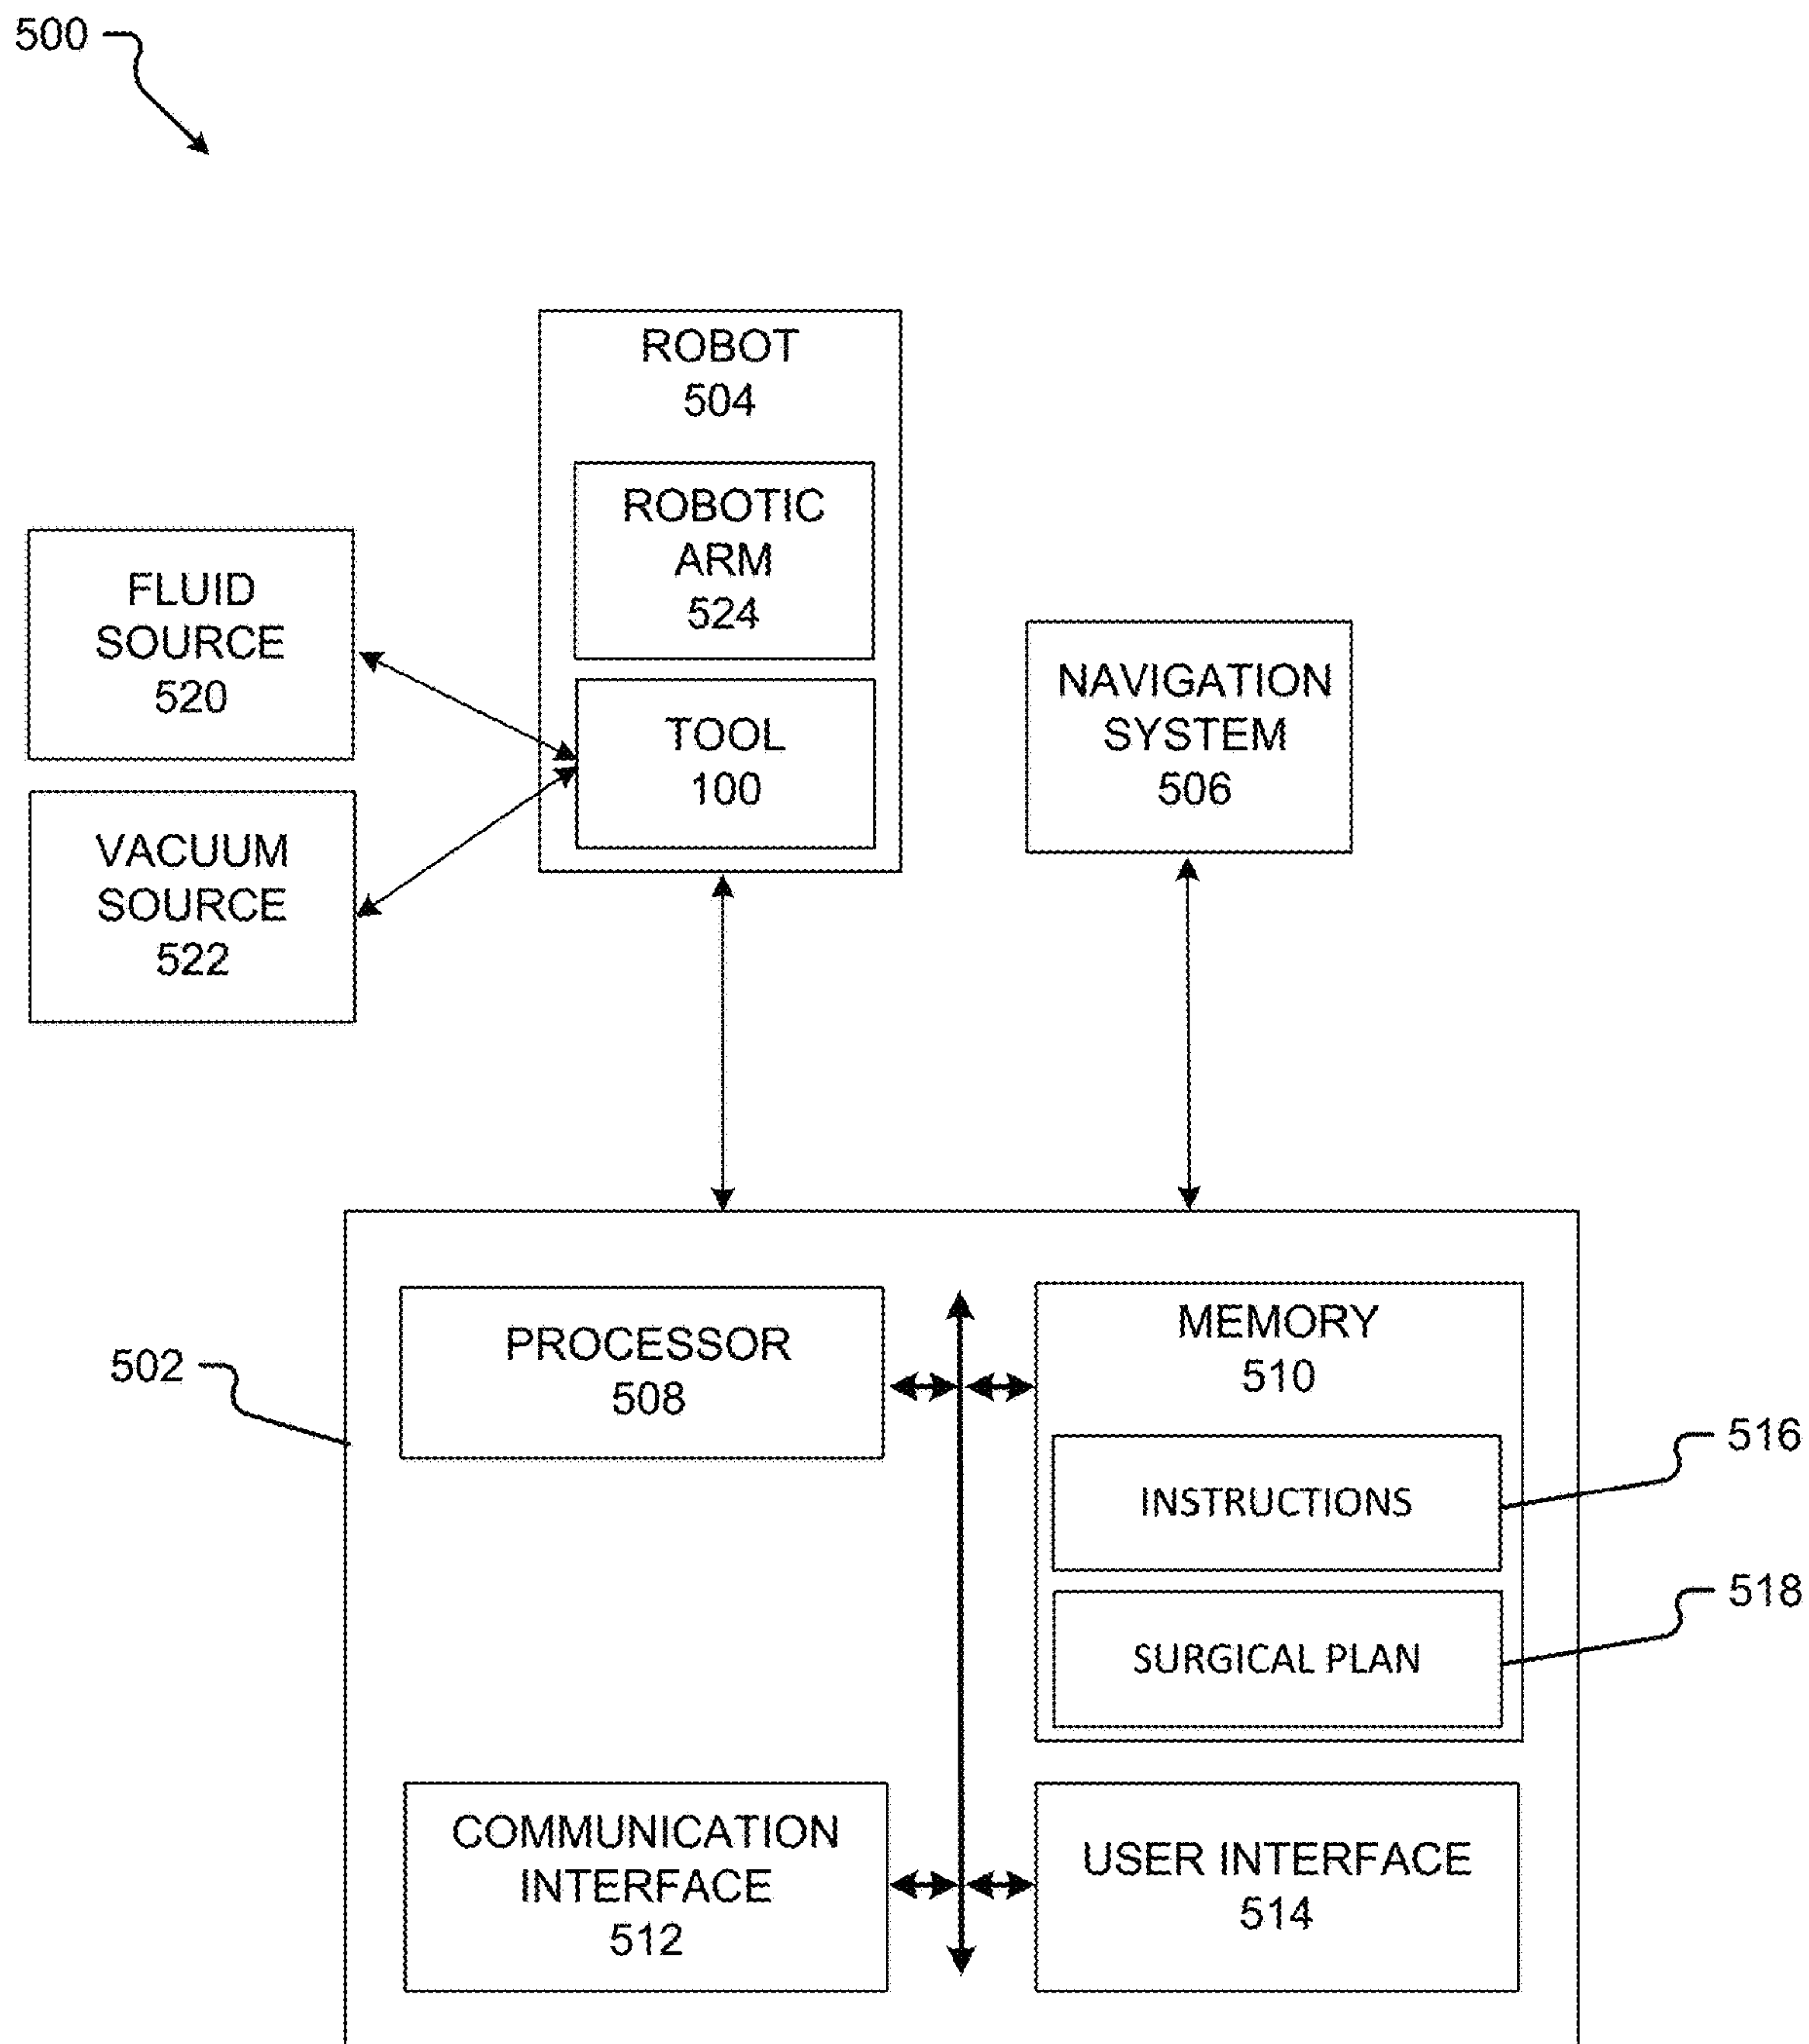 500
ROBOT
504
ROBOTIC
ARM
524
TOOL
100
FLUID
SOURCE
520
VACUUM
SOURCE
522
NAVIGATION
SYSTEM
506
502
PROCESSOR
508
MEMORY
510
INSTRUCTIONS
516
SURGICAL PLAN
518
COMMUNICATION
INTERFACE
512
USER INTERFACE
514